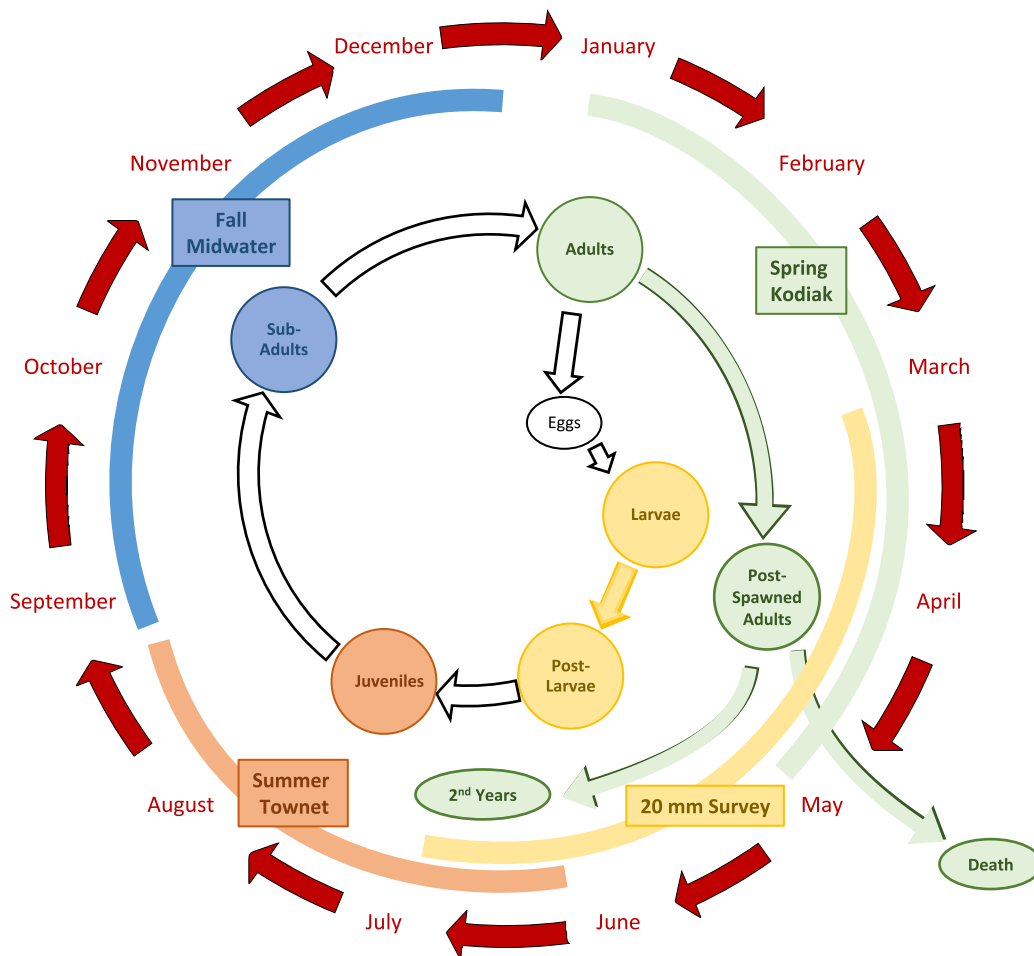 December
January
November
February
Fall
Midwater
Adults
Spring
Kodiak
Sub-
Adults
October
March
Eggs
Larvae
September
Post-
Spawned
Adults
April
Juveniles
Post-
Larvae
Summer
Townet
2nd Years
20 mm Survey
August
May
Death
July
June